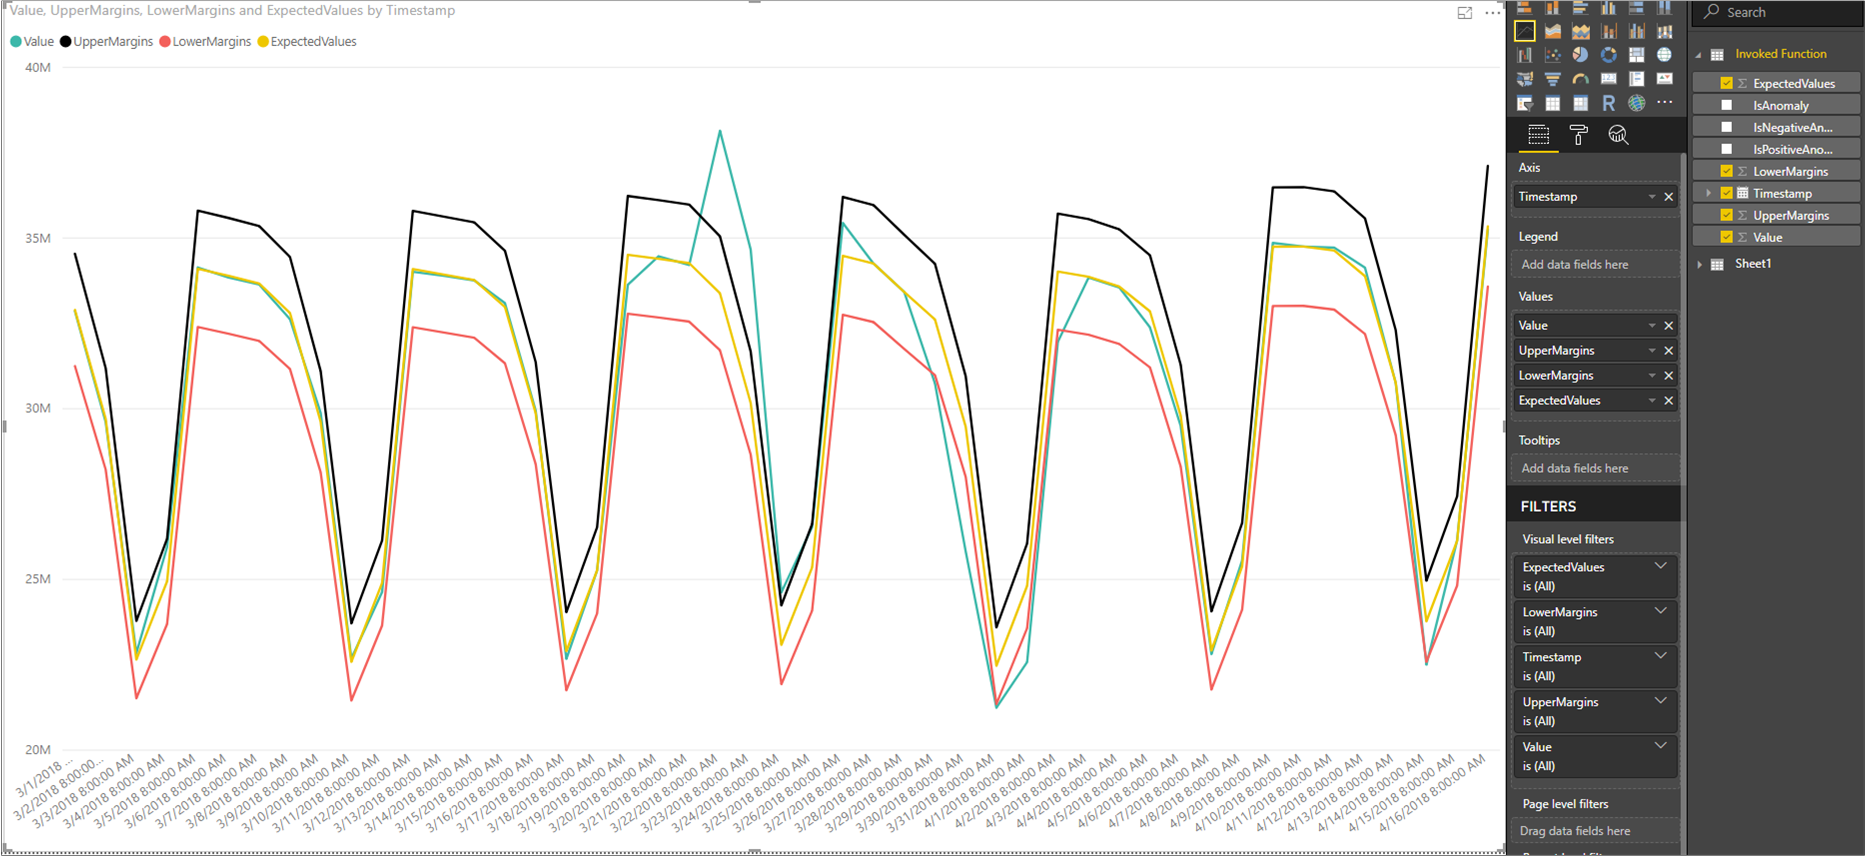 Value, UpperMargins, LowerMargins and ExpectedValues by Timestamp
Value UpperMargins LowerMargins ExpectedValues
40M
35M
30M
25M
20M
3/1/2018 ...
3/2/2018 8:00:00...
3/3/2018 8:00:00 AM
3/4/2018 8:00:00 AM
3/5/2018 8:00:00 AM
3/6/2018 8:00:00 AM
3/7/2018 8:00:00 AM
3/8/2018 8:00:00 AM
3/9/2018 8:00:00 AM
3/10/2018 8:00:00 AM
3/11/2018 8:00:00 AM
3/12/2018 8:00:00 AM
3/13/2018 8:00:00 AM
3/14/2018 8:00:00 AM
3/15/2018 8:00:00 AM
3/16/2018 8:00:00 AM
3/17/2018 8:00:00 AM
3/18/2018 8:00:00 AM
3/19/2018 8:00:00 AM
3/20/2018 8:00:00 AM
3/21/2018 8:00:00 AM
3/22/2018 8:00:00 AM
3/23/2018 8:00:00 AM
3/24/2018 8:00:00 AM
3/25/2018 8:00:00 AM
3/26/2018 8:00:00 AM
3/27/2018 8:00:00 AM
3/28/2018 8:00:00 AM
3/29/2018 8:00:00 AM
3/30/2018 8:00:00 AM
3/31/2018 8:00:00 AM
4/1/2018 8:00:00 AM
4/2/2018 8:00:00 AM
4/3/2018 8:00:00 AM
4/4/2018 8:00:00 AM
4/5/2018 8:00:00 AM
4/6/2018 8:00:00 AM
4/7/2018 8:00:00 AM
4/8/2018 8:00:00 AM
4/9/2018 8:00:00 AM
4/10/2018 8:00:00 AM
4/11/2018 8:00:00 AM
4/12/2018 8:00:00 AM
4/13/2018 8:00:00 AM
4/14/2018 8:00:00 AM
4/15/2018 8:00:00 AM
4/16/2018 8:00:00 AM
R
Axis
Timestamp
Legend
Add data fields here
Values
Value
UpperMargins
LowerMargins
ExpectedValues
Tooltips
Add data fields here
FILTERS
Visual level filters
ExpectedValues
is (All)
LowerMargins
is (All)
Timestamp
is (All)
UpperMargins
is (All)
Value
is (All)
Page level filters
Drag data fields here
Search
Invoked Function
ExpectedValues
IsAnomaly
IsNegativeAn...
IsPositiveAno...
LowerMargins
Timestamp
UpperMargins
Value
Sheet1